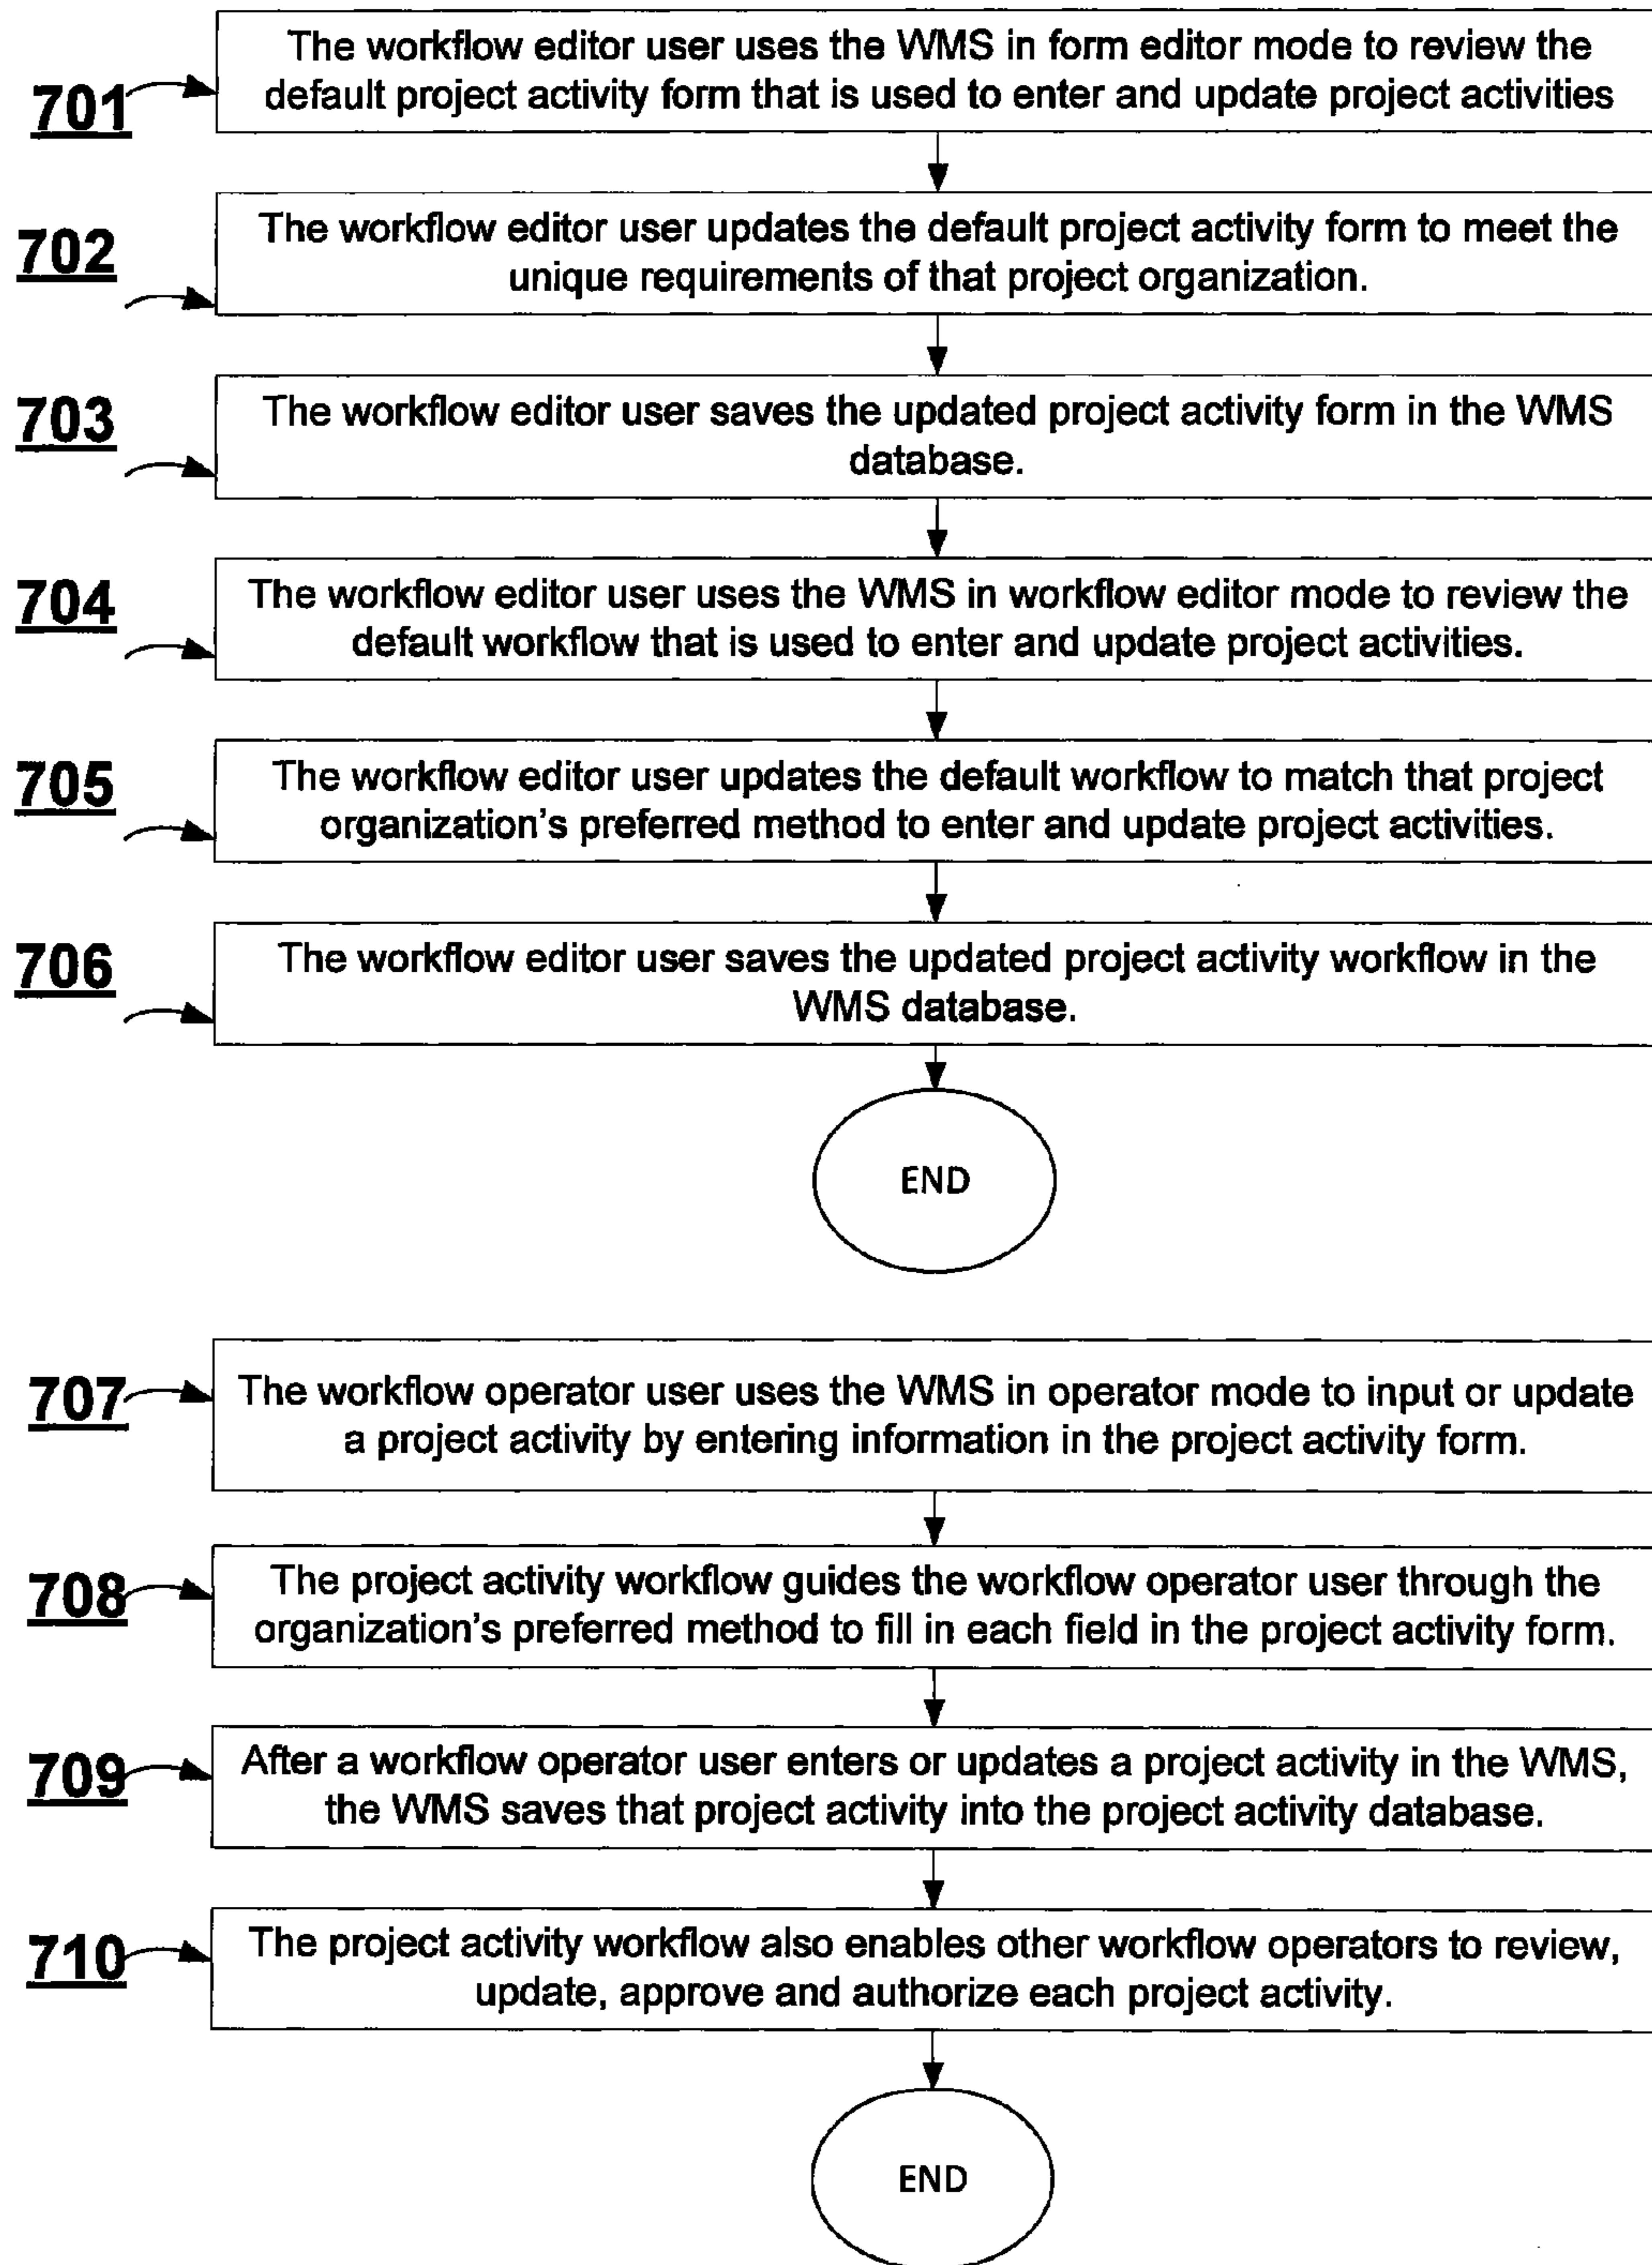 The workflow editor user uses the WMS in form editor mode to review the
default project activity form that is used to enter and update project activities
701
The workflow editor user updates the default project activity form to meet the
unique requirements of that project organization.
702
The workflow editor user saves the updated project activity form in the WMS
database.
703
The workflow editor user uses the WMS in workflow editor mode to review the
default workflow that is used to enter and update project activities.
704
The workflow editor user updates the default workflow to match that project
organization's preferred method to enter and update project activities.
705
The workflow editor user saves the updated project activity workflow in the
WMS database.
706
END
The workflow operator user uses the WMS in operator mode to input or update
a project activity by entering information in the project activity form.
707
The project activity workflow guides the workflow operator user through the
organization's preferred method to fill in each field in the project activity form.
708
After a workflow operator user enters or updates a project activity in the WMS,
the WMS saves that project activity into the project activity database.
709
The project activity workflow also enables other workflow operators to review,
update, approve and authorize each project activity.
710
END